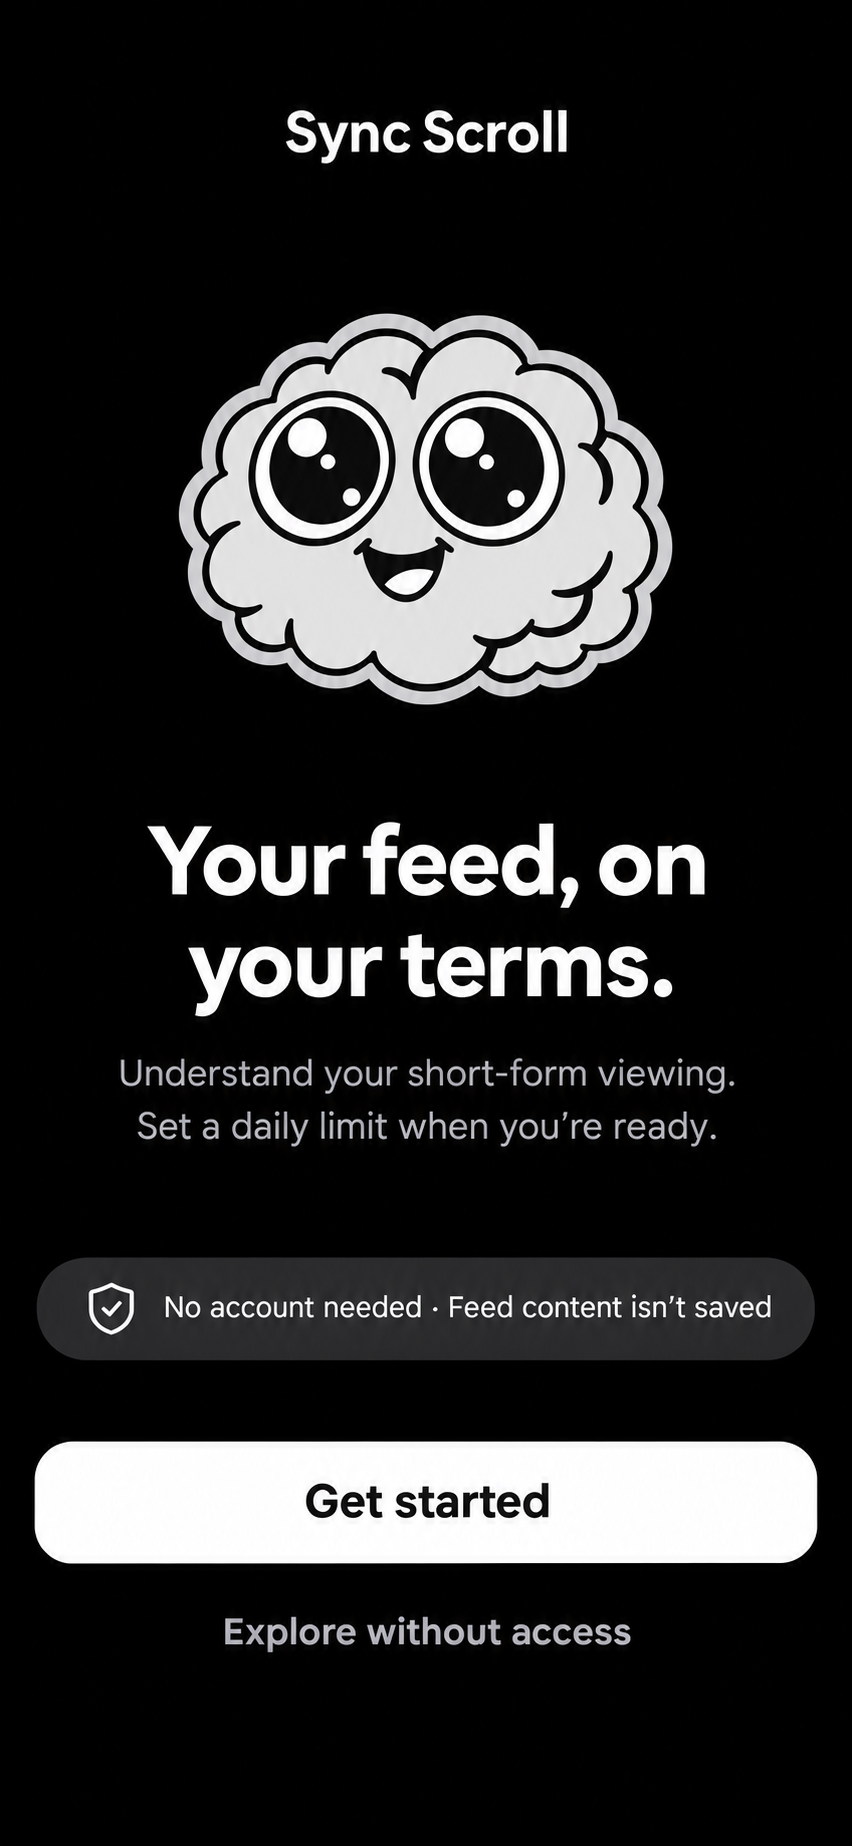 Sync Scroll
Your feed, on
your terms.
Understand your short-form viewing.
Set a daily limit when you’re ready.
No account needed · Feed content isn’t saved
Get started
Explore without access